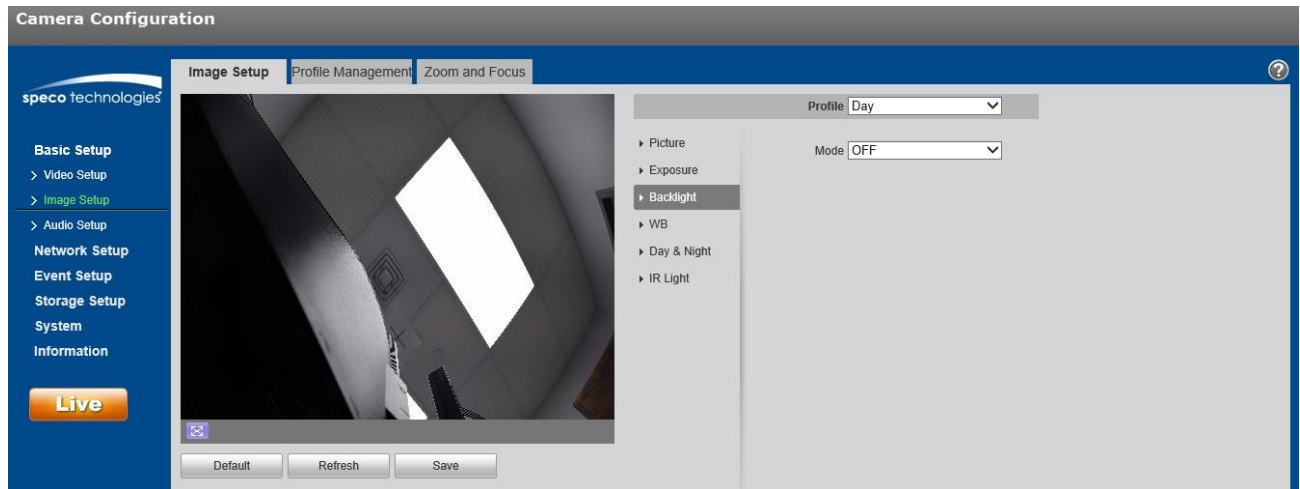 Camera Configuration
speco technologies
Basic Setup
> Video Setup
> Image Setup
> Audio Setup
Network Setup
Event Setup
Storage Setup
System
Information
Live
Image Setup Profile Management Zoom and Focus ?
Profile Day
Picture
Exposure
Backlight
WB
Day & Night
IR Light
Mode OFF
Default Refresh Save